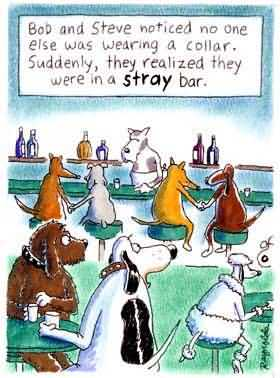 Bob and Steve noticed no one
else was wearing a collar.
Suddenly, they realized they
were in a stray bar.